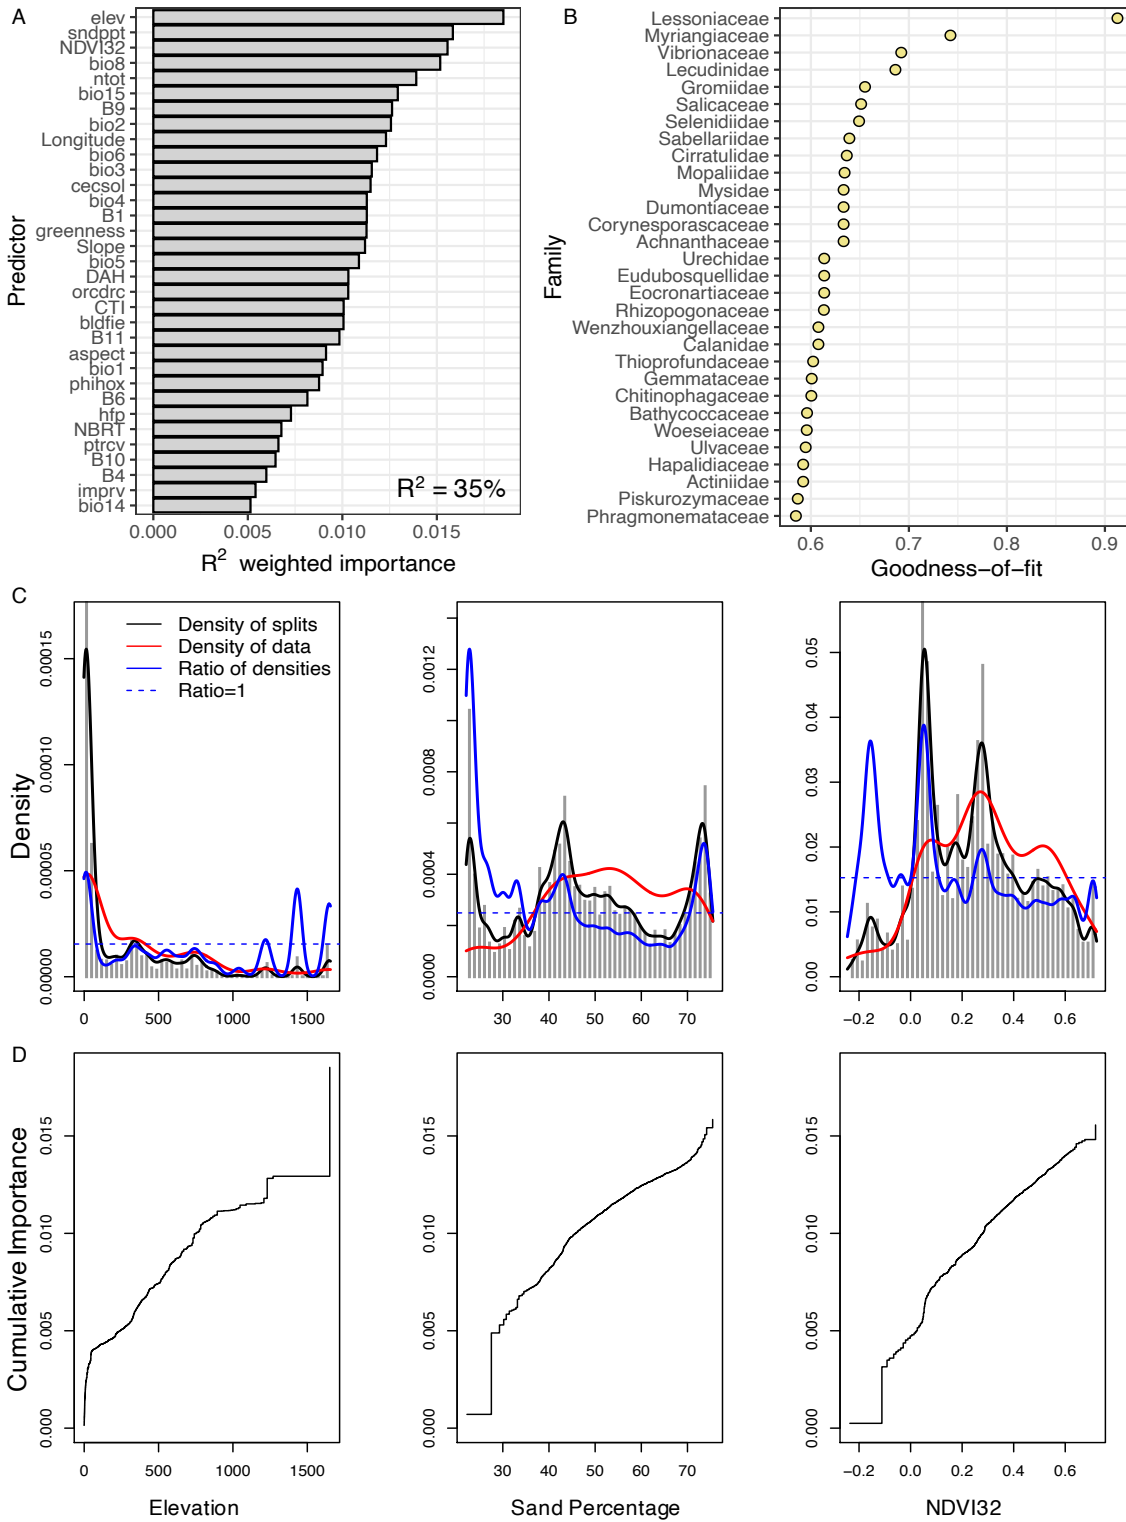 A
elev
sndppt
NDVI32
bio8
ntot
bio15
B9
bio2
Longitude
bio6
bio3
cecsol
bio4
B1
greenness
Slope
bio5
DAH
orcdrc
CTI
bldfie
B11
aspect
bio1
phihox
B6
hfp
NBRT
ptrcv
B10
B4
imprv
bio14
Predictor
R² = 35%
0.000 0.005 0.010 0.015
R² weighted importance
B
Lessoniaceae
Myriangiaceae
Vibrionaceae
Lecudinidae
Gromiidae
Salicaceae
Selenidiidae
Sabellariidae
Cirratulidae
Mopaliidae
Mysidae
Dumontiaceae
Corynesporascaceae
Achnanthaceae
Urechidae
Eudubosquellidae
Eocronartiaceae
Rhizopogonaceae
Wenzhouxiangellaceae
Calanidae
Thioprofundaceae
Gemmataceae
Chitinophagaceae
Bathycoccaceae
Woeseiaceae
Ulvaceae
Hapalidiaceae
Actiniidae
Piskurozymaceae
Phragmonemataceae
Family
0.6 0.7 0.8 0.9
Goodness−of−fit
C
Density of splits
Density of data
Ratio of densities
Ratio=1
Density
0.00000 0.00005 0.00010 0.00015
0 500 1000 1500
0.0000 0.0004 0.0008 0.0012
30 40 50 60 70
0.00 0.01 0.02 0.03 0.04 0.05
−0.2 0.0 0.2 0.4 0.6
D
Cumulative Importance
0.000 0.005 0.010 0.015
0 500 1000 1500
Elevation
0.000 0.005 0.010 0.015
30 40 50 60 70
Sand Percentage
0.000 0.005 0.010 0.015
−0.2 0.0 0.2 0.4 0.6
NDVI32